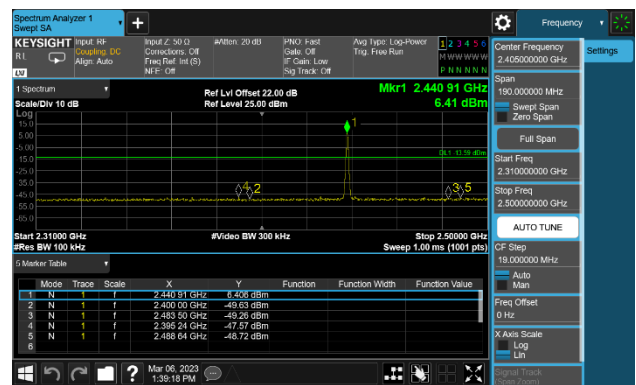 Spectrum Analyzer 1
Swept SA
Frequency
KEYSIGHT
Input: RF
Coupling: DC
Align: Auto
Input Z: 50 Ω
Corrections: Off
Freq Ref: Int (S)
NFE: Off
#Atten: 20 dB
PNO: Fast
Gate: Off
IF Gain: Low
Sig Track: Off
Avg Type: Log-Power
Trig: Free Run
1 2 3 4 5 6
M W W W W W
P N N N N N
LXI
1 Spectrum
Scale/Div 10 dB
Ref Lvl Offset 22.00 dB
Ref Level 25.00 dBm
Mkr1 2.440 91 GHz
6.41 dBm
Log
15.0
5.00
-5.00
-15.0
-25.0
-35.0
-45.0
-55.0
-65.0
1
DL1 -13.59 dBm
4 2
3 5
Start 2.31000 GHz
#Video BW 300 kHz
Stop 2.50000 GHz
#Res BW 100 kHz
Sweep 1.00 ms (1001 pts)
5 Marker Table
Mode Trace Scale X Y Function Function Width Function Value
1 N 1 f 2.440 91 GHz 6.406 dBm
2 N 1 f 2.400 00 GHz -49.63 dBm
3 N 1 f 2.483 50 GHz -49.26 dBm
4 N 1 f 2.395 24 GHz -47.57 dBm
5 N 1 f 2.488 64 GHz -48.72 dBm
6
Mar 06, 2023
1:39:18 PM
Center Frequency
2.405000000 GHz
Span
190.000000 MHz
Swept Span
Zero Span
Full Span
Start Freq
2.310000000 GHz
Stop Freq
2.500000000 GHz
AUTO TUNE
CF Step
19.000000 MHz
Auto
Man
Freq Offset
0 Hz
X Axis Scale
Log
Lin
Signal Track
(Span Zoom)
Settings